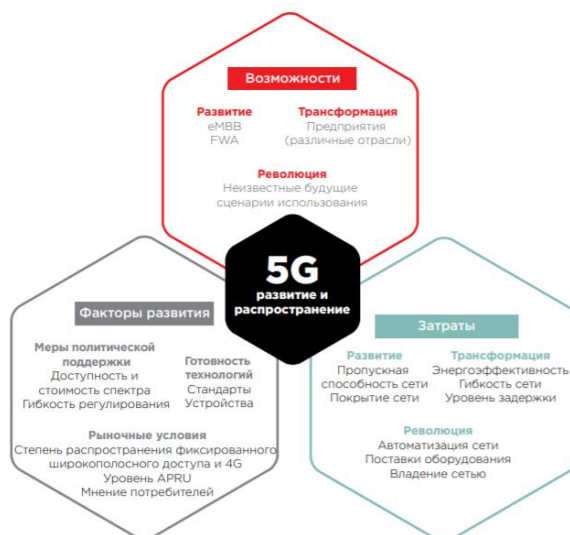 Возможности
Развитие
eMBB
FWA
Трансформация
Предприятия
(различные отрасли)
Революция
Неизвестные будущие
сценарии использования
5G
развитие и
распространение
Факторы развития
Меры политической
поддержки
Доступность и
стоимость спектра
Гибкость регулирования
Готовность
технологий
Стандарты
Устройства
Рыночные условия
Степень распространения фиксированного
широкополосного доступа и 4G
Уровень APRU
Мнение потребителей
Затраты
Развитие
Пропускная
способность сети
Покрытие сети
Трансформация
Энергоэффективность
Гибкость сети
Уровень задержки
Революция
Автоматизация сети
Поставки оборудования
Владение сетью